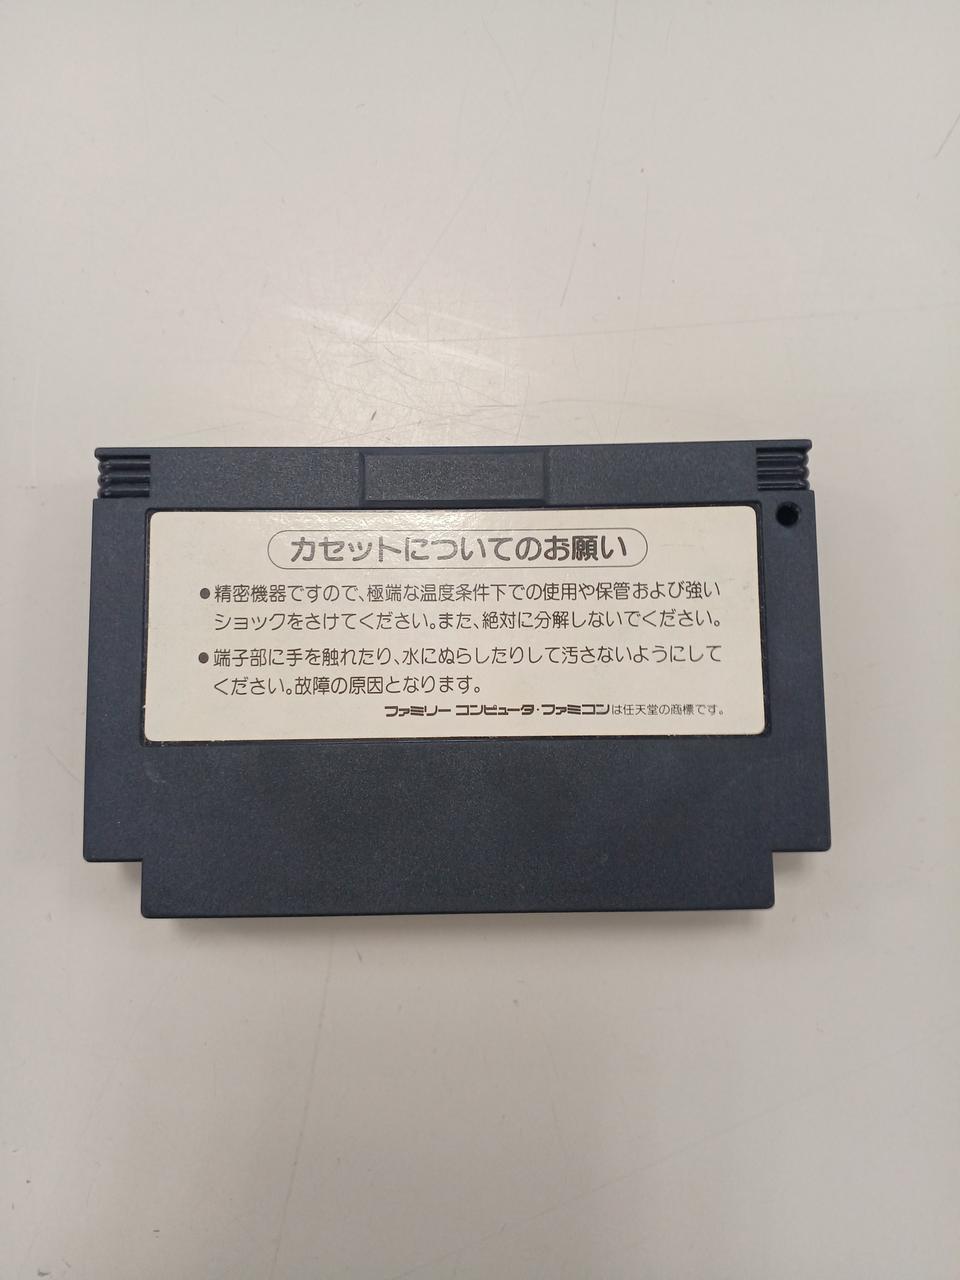 カセットについてのお願い
●精密機器ですので、極端な温度条件下での使用や保管および強い
ショックをさけてください。また、絶対に分解しないでください。
●端子部に手を触れたり、水にぬらしたりして汚さないようにして
ください。故障の原因となります。
ファミリー コンピュータ・ファミコンは任天堂の商標です。